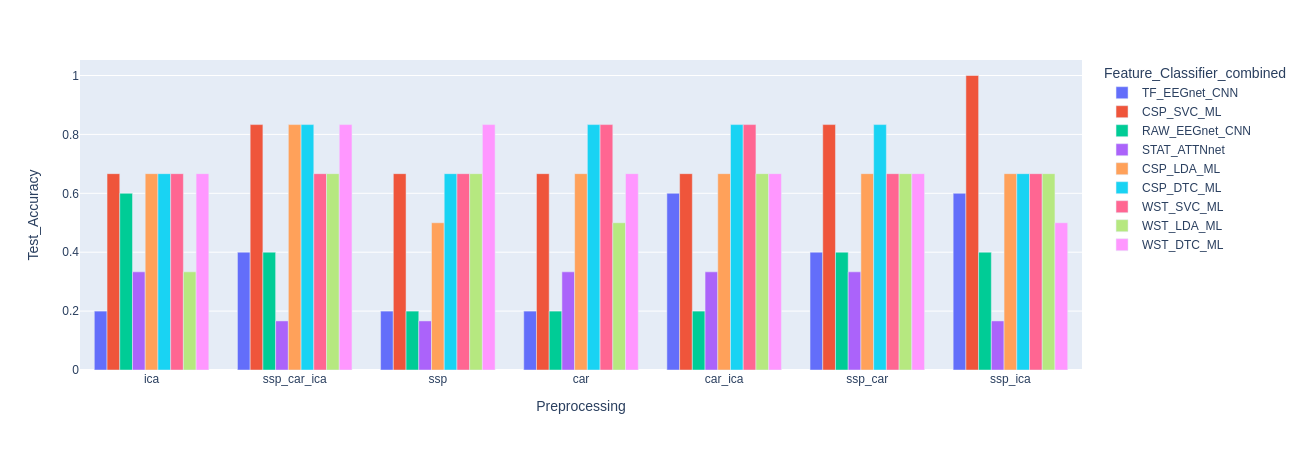 Feature_Classifier_combined
TF_EEGnet_CNN
CSP_SVC_ML
RAW_EEGnet_CNN
STAT_ATTNnet
CSP_LDA_ML
CSP_DTC_ML
WST_SVC_ML
WST_LDA_ML
WST_DTC_ML
Test_Accuracy
1
0.8
0.6
0.4
0.2
0
ica ssp_car_ica ssp car car_ica ssp_car ssp_ica
Preprocessing